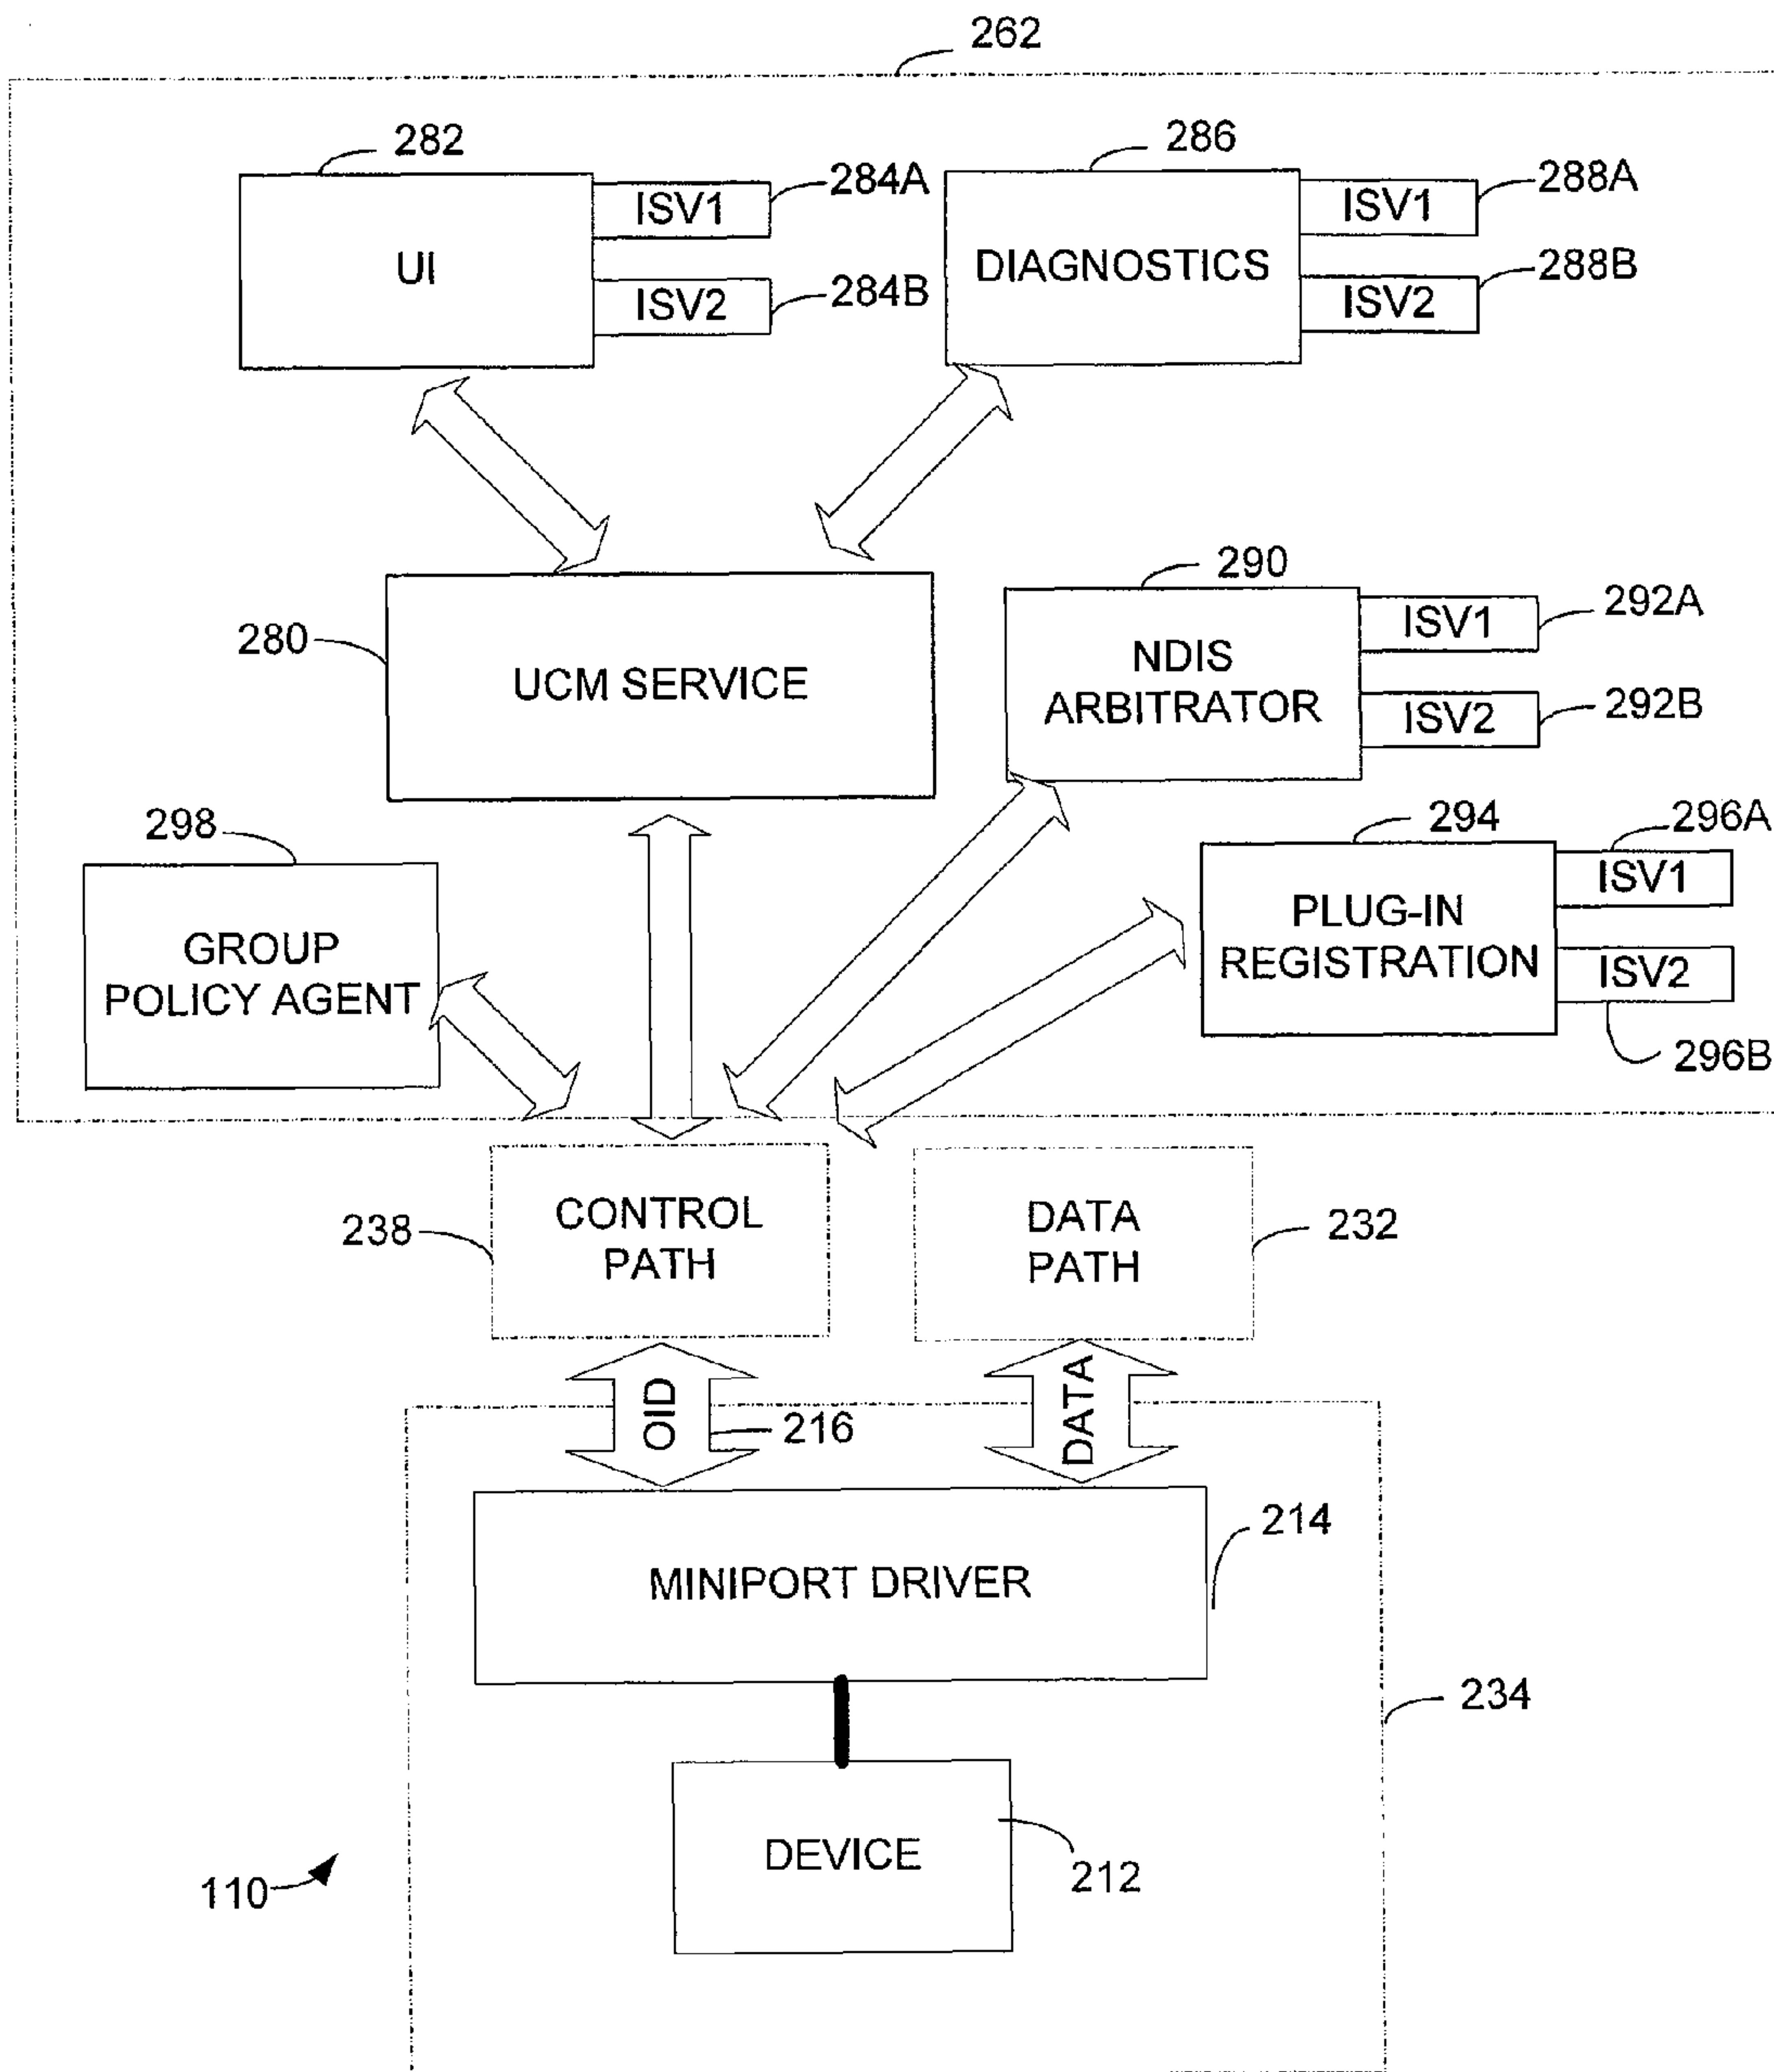 262
282
286
284A
288A
ISV1
ISV1
UI
DIAGNOSTICS
284B
288B
ISV2
ISV2
290
292A
ISV1
280
UCM SERVICE
NDIS
ARBITRATOR
292B
ISV2
298
294
296A
ISV1
GROUP
POLICY AGENT
PLUG-IN
REGISTRATION
ISV2
296B
238
CONTROL
PATH
DATA
PATH
232
OID
216
DATA
214
MINIPORT DRIVER
234
DEVICE
212
110